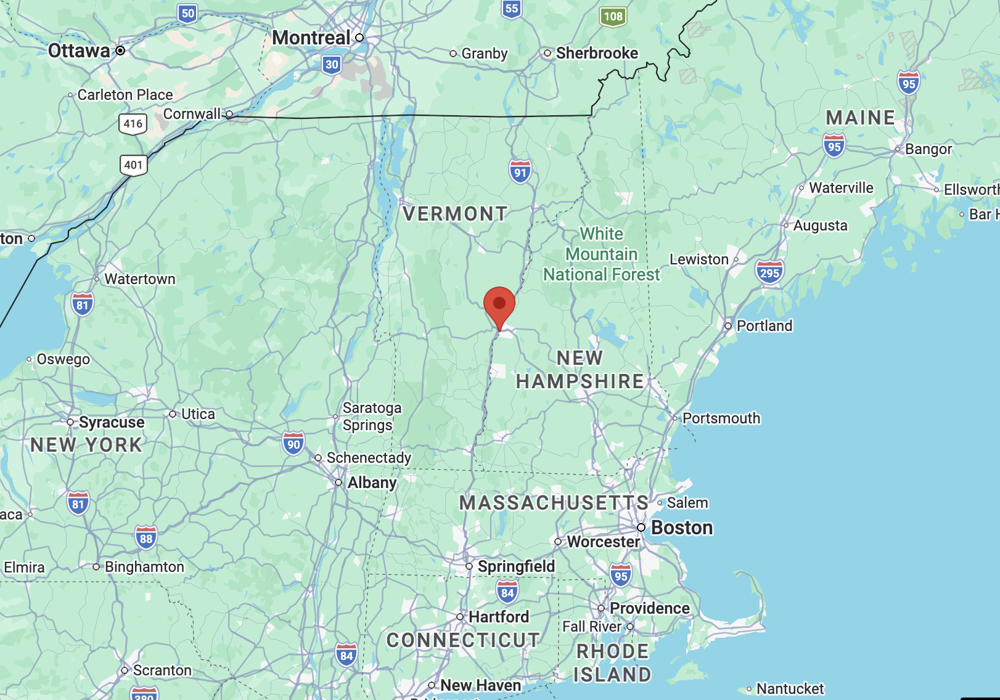 50
55
108
Montreal
Ottawa
Granby
Sherbrooke
30
95
Carleton Place
Cornwall
416
MAINE
95
Bangor
401
91
Waterville
Ellsworth
VERMONT
Bar H
Augusta
White
Mountain
National Forest
ton
Lewiston
295
Watertown
81
Portland
Oswego
NEW
HAMPSHIRE
Saratoga
Springs
Utica
Portsmouth
Syracuse
NEW YORK
90
Schenectady
Albany
81
MASSACHUSETTS
Salem
aca
Boston
88
Worcester
Elmira
Binghamton
Springfield
95
84
Providence
Hartford
Fall River
CONNECTICUT
RHODE
ISLAND
84
Scranton
New Haven
Nantucket
380